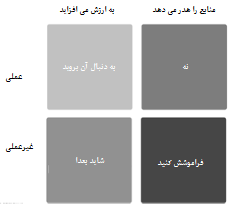 منابع را هدر می دهد
به ارزش می افزاید
عملی
به دنبال آن بروید
نه
غیرعملی
شاید بعدا
فراموشش کنید